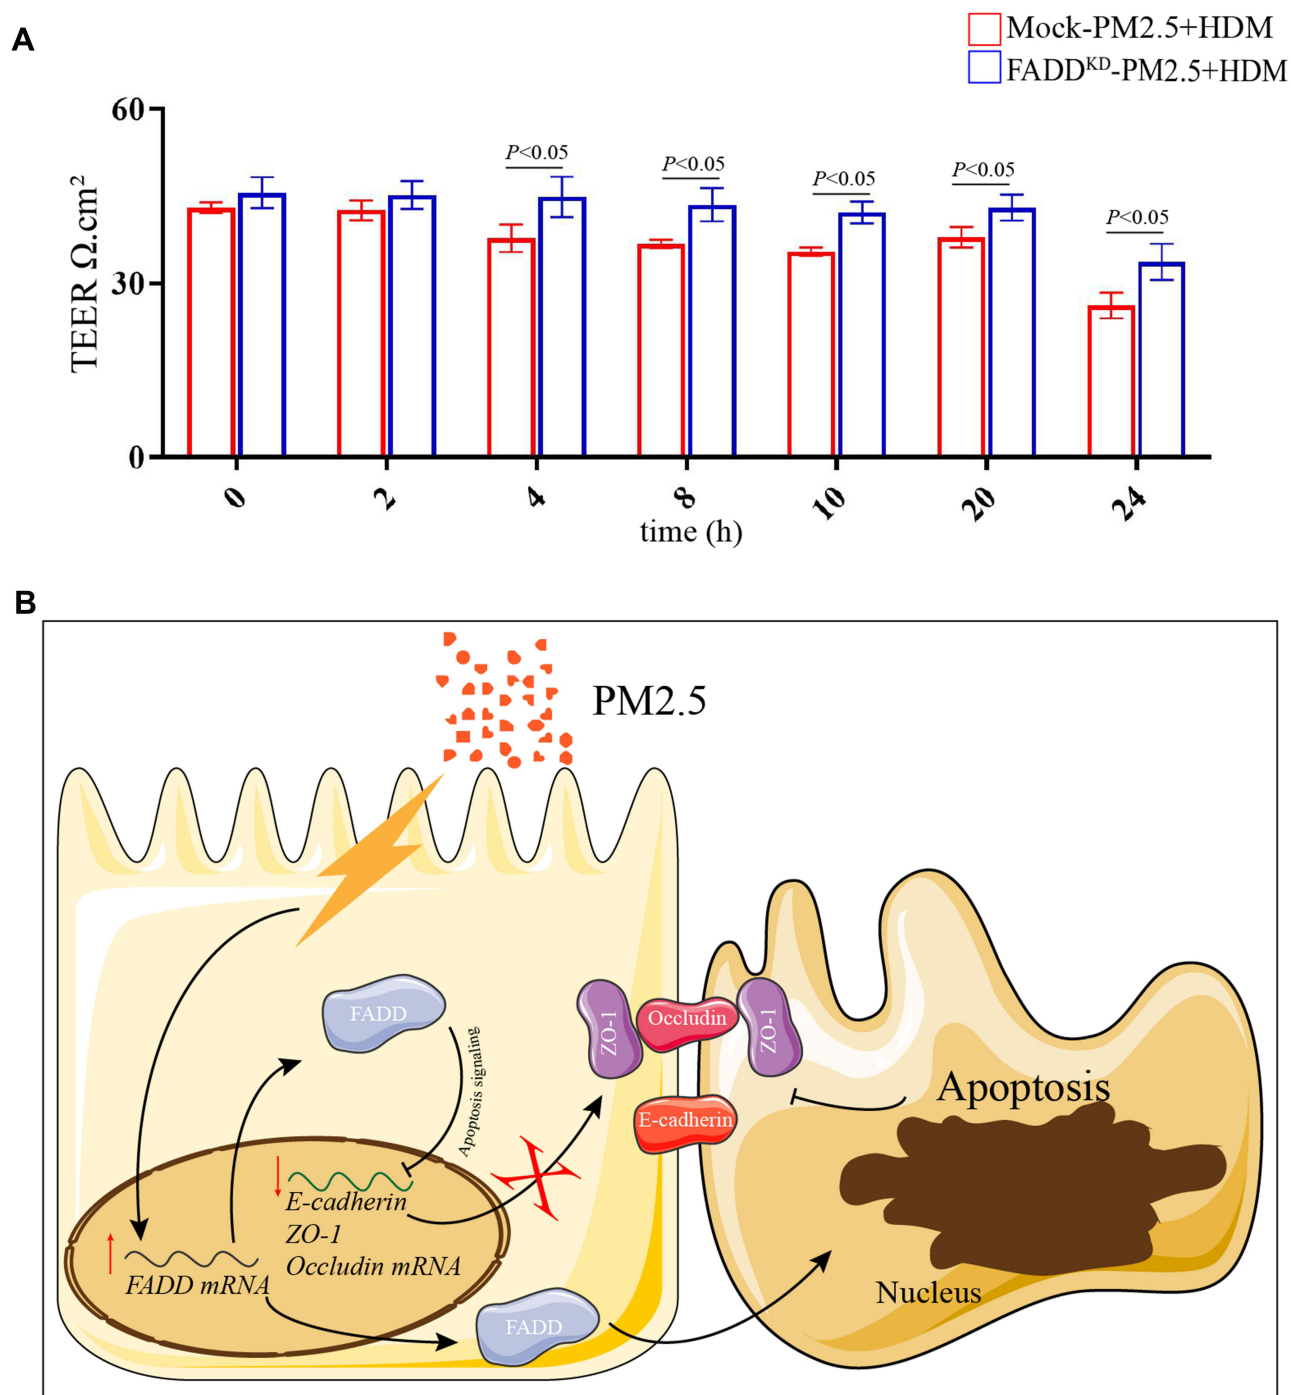 A
Mock-PM2.5+HDM
FADDKD-PM2.5+HDM
60
30
0
TEER Ω.cm²
P<0.05
P<0.05
P<0.05
P<0.05
P<0.05
0
2
4
8
10
20
24
time (h)
B
PM2.5
FADD
Apoptosis signaling
ZO-1
Occludin
ZO-1
E-cadherin
Apoptosis
E-cadherin
ZO-1
Occludin mRNA
FADD mRNA
FADD
Nucleus